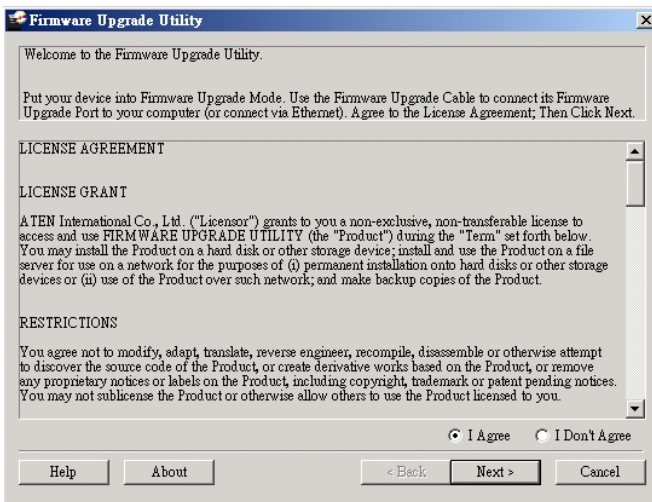 Firmware Upgrade Utility
Welcome to the Firmware Upgrade Utility.
Put your device into Firmware Upgrade Mode. Use the Firmware Upgrade Cable to connect its Firmware
Upgrade Port to your computer (or connect via Ethernet). Agree to the License Agreement; Then Click Next.
LICENSE AGREEMENT
LICENSE GRANT
ATEN International Co., Ltd. ("Licensor") grants to you a non-exclusive, non-transferable license to
access and use FIRMWARE UPGRADE UTILITY (the "Product") during the "Term" set forth below.
You may install the Product on a hard disk or other storage device; install and use the Product on a file
server for use on a network for the purposes of (i) permanent installation onto hard disks or other storage
devices or (ii) use of the Product over such network; and make backup copies of the Product.
RESTRICTIONS
You agree not to modify, adapt, translate, reverse engineer, recompile, disassemble or otherwise attempt
to discover the source code of the Product, or create derivative works based on the Product, or remove
any proprietary notices or labels on the Product, including copyright, trademark or patent pending notices.
You may not sublicense the Product or otherwise allow others to use the Product licensed to you.
I Agree I Don't Agree
Help About < Back Next > Cancel